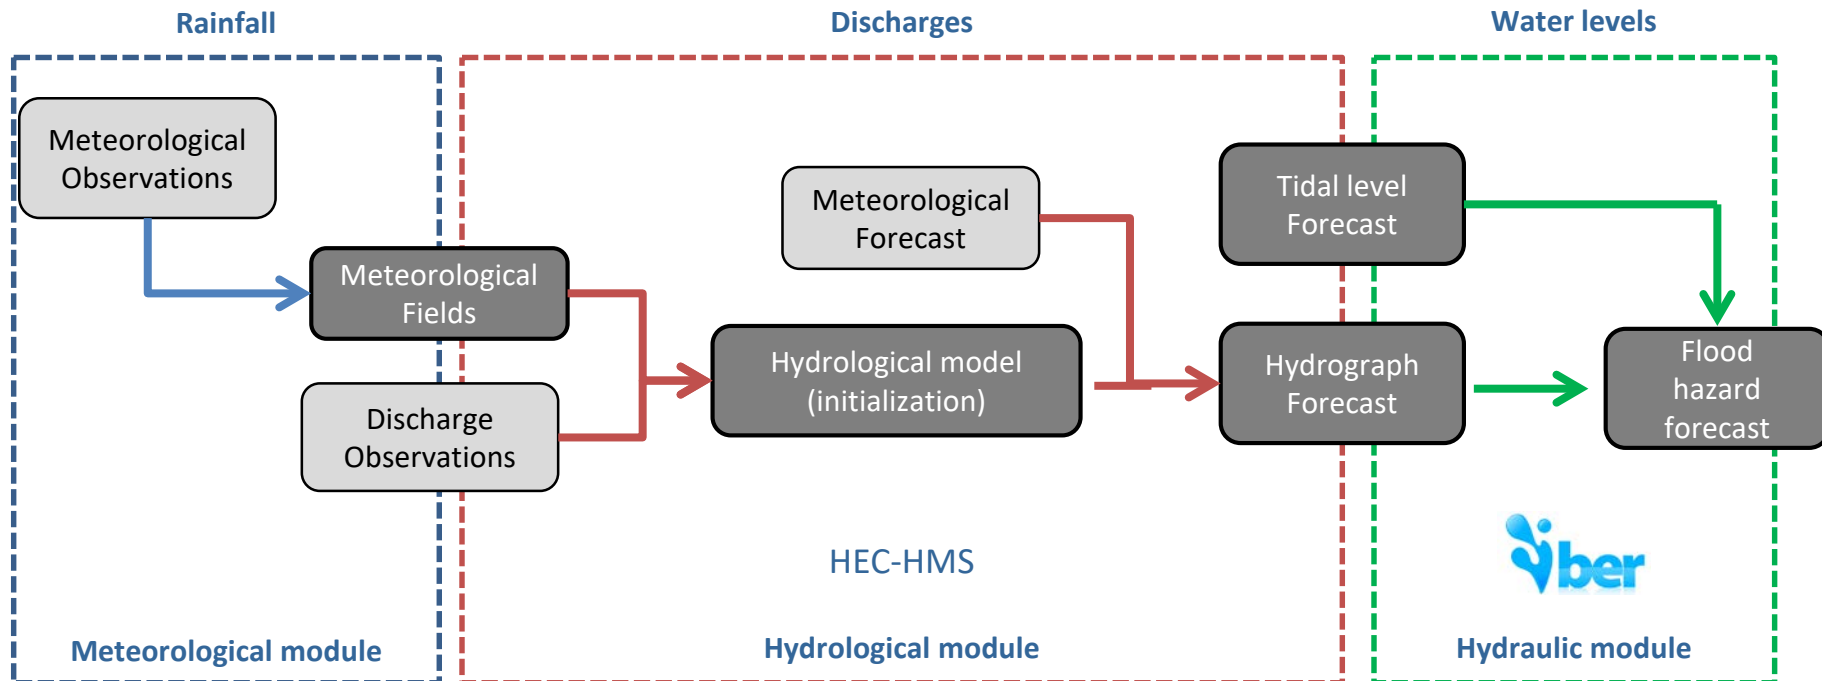 Rainfall
Discharges
Water levels
Meteorological
Observations
Meteorological
Forecast
Tidal level
Forecast
Meteorological
Fields
Hydrological model
(initialization)
Hydrograph
Forecast
Flood
hazard
forecast
Discharge
Observations
HEC-HMS
iber
Meteorological module
Hydrological module
Hydraulic module